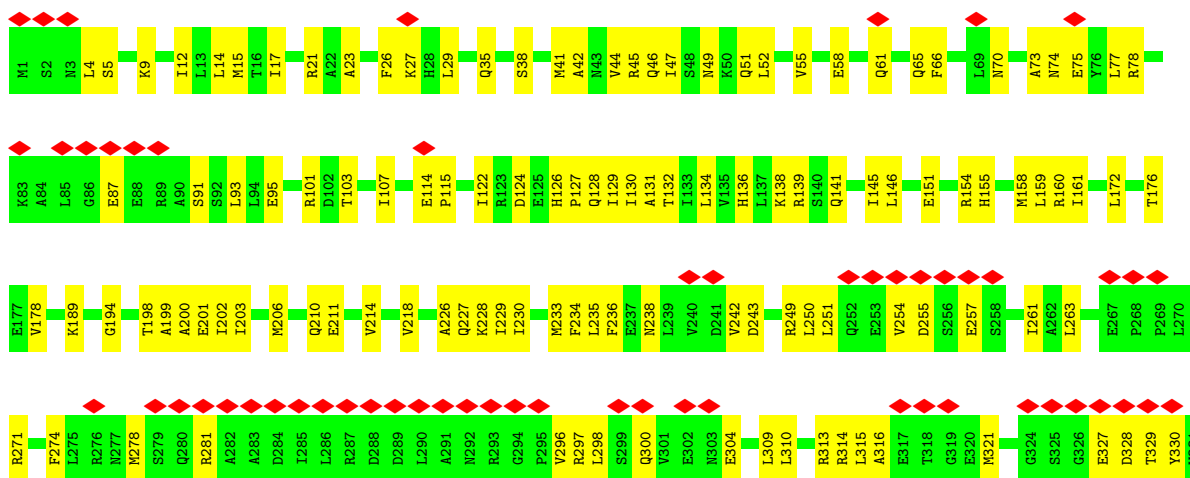 M1 S2 N3 L4 S5 K9 I12 L13 L14 M15 T16 I17 R21 A22 A23 F26 K27 H28 L29 Q35 S38 M41 A42 N43 V44 R45 Q46 I47 S48 N49 K50 Q51 L52 V55 E58 Q61 Q65 F66 L69 N70 A73 N74 E75 Y76 L77 R78
K83 A84 L85 G86 E87 E88 R89 A90 S91 S92 L93 L94 E95 R101 D102 T103 I107 E114 P115 I122 R123 D124 E125 H126 P127 Q128 I129 I130 A131 T132 I133 L134 V135 H136 L137 K138 R139 S140 Q141 I145 L146 E151 R154 H155 M158 L159 R160 I161 L172 T176
E177 V178 K189 G194 T198 A199 A200 E201 I202 I203 M206 Q210 E211 V214 V218 A226 Q227 K228 I229 I230 M233 F234 L235 F236 E237 N238 L239 V240 D241 V242 D243 R249 L250 L251 Q252 E253 V254 D255 S256 E257 S258 I261 A262 L263 E267 P268 P269 L270
R271 F274 L275 R276 N277 M278 S279 Q280 R281 A282 A283 D284 I285 L286 R287 D288 D289 L290 A291 N292 R293 G294 P295 V296 R297 L298 S299 Q300 V301 E302 N303 E304 L309 L310 R313 R314 L315 A316 E317 T318 G319 E320 M321 G324 S325 G326 E327 D328 T329 Y330